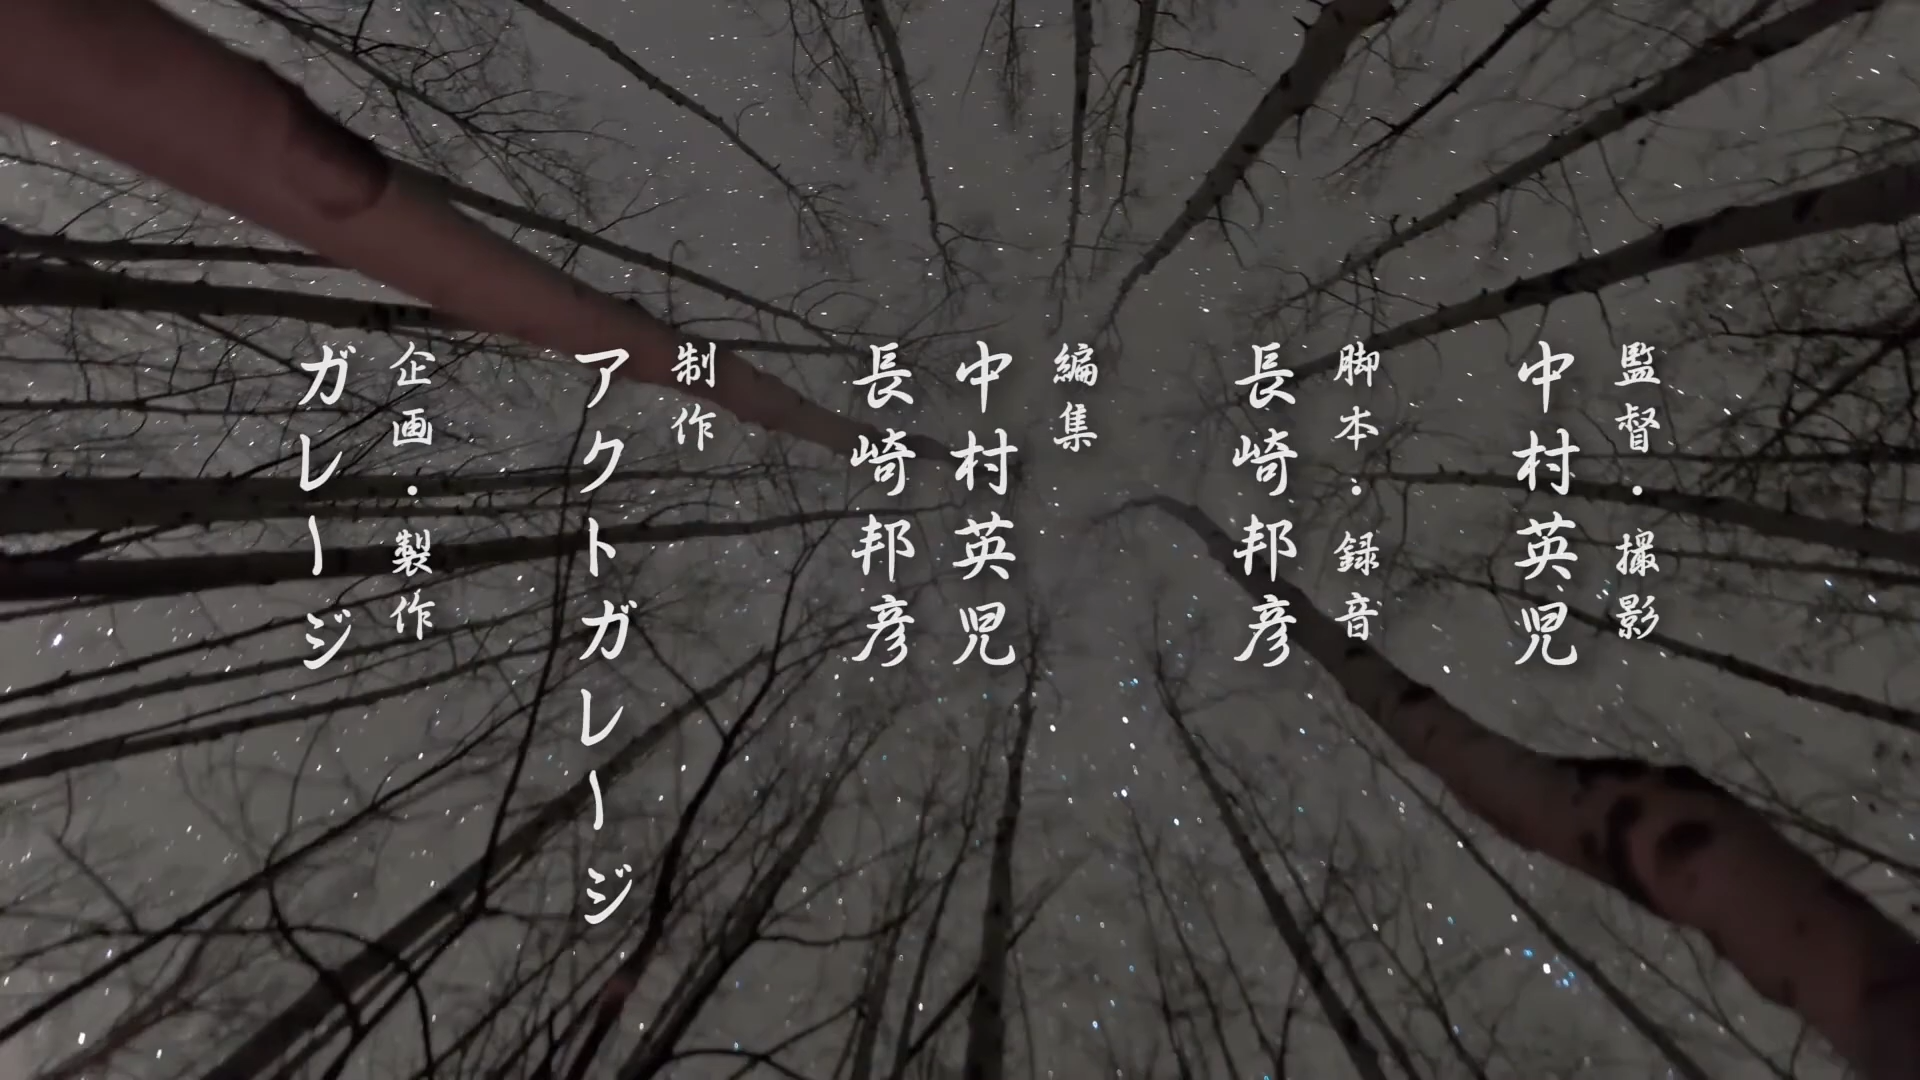 監督・撮影
中村英児
脚本・録音
長崎邦彦
編集
中村英児
長崎邦彦
制作
アクトガレージ
企画・製作
ガレージ